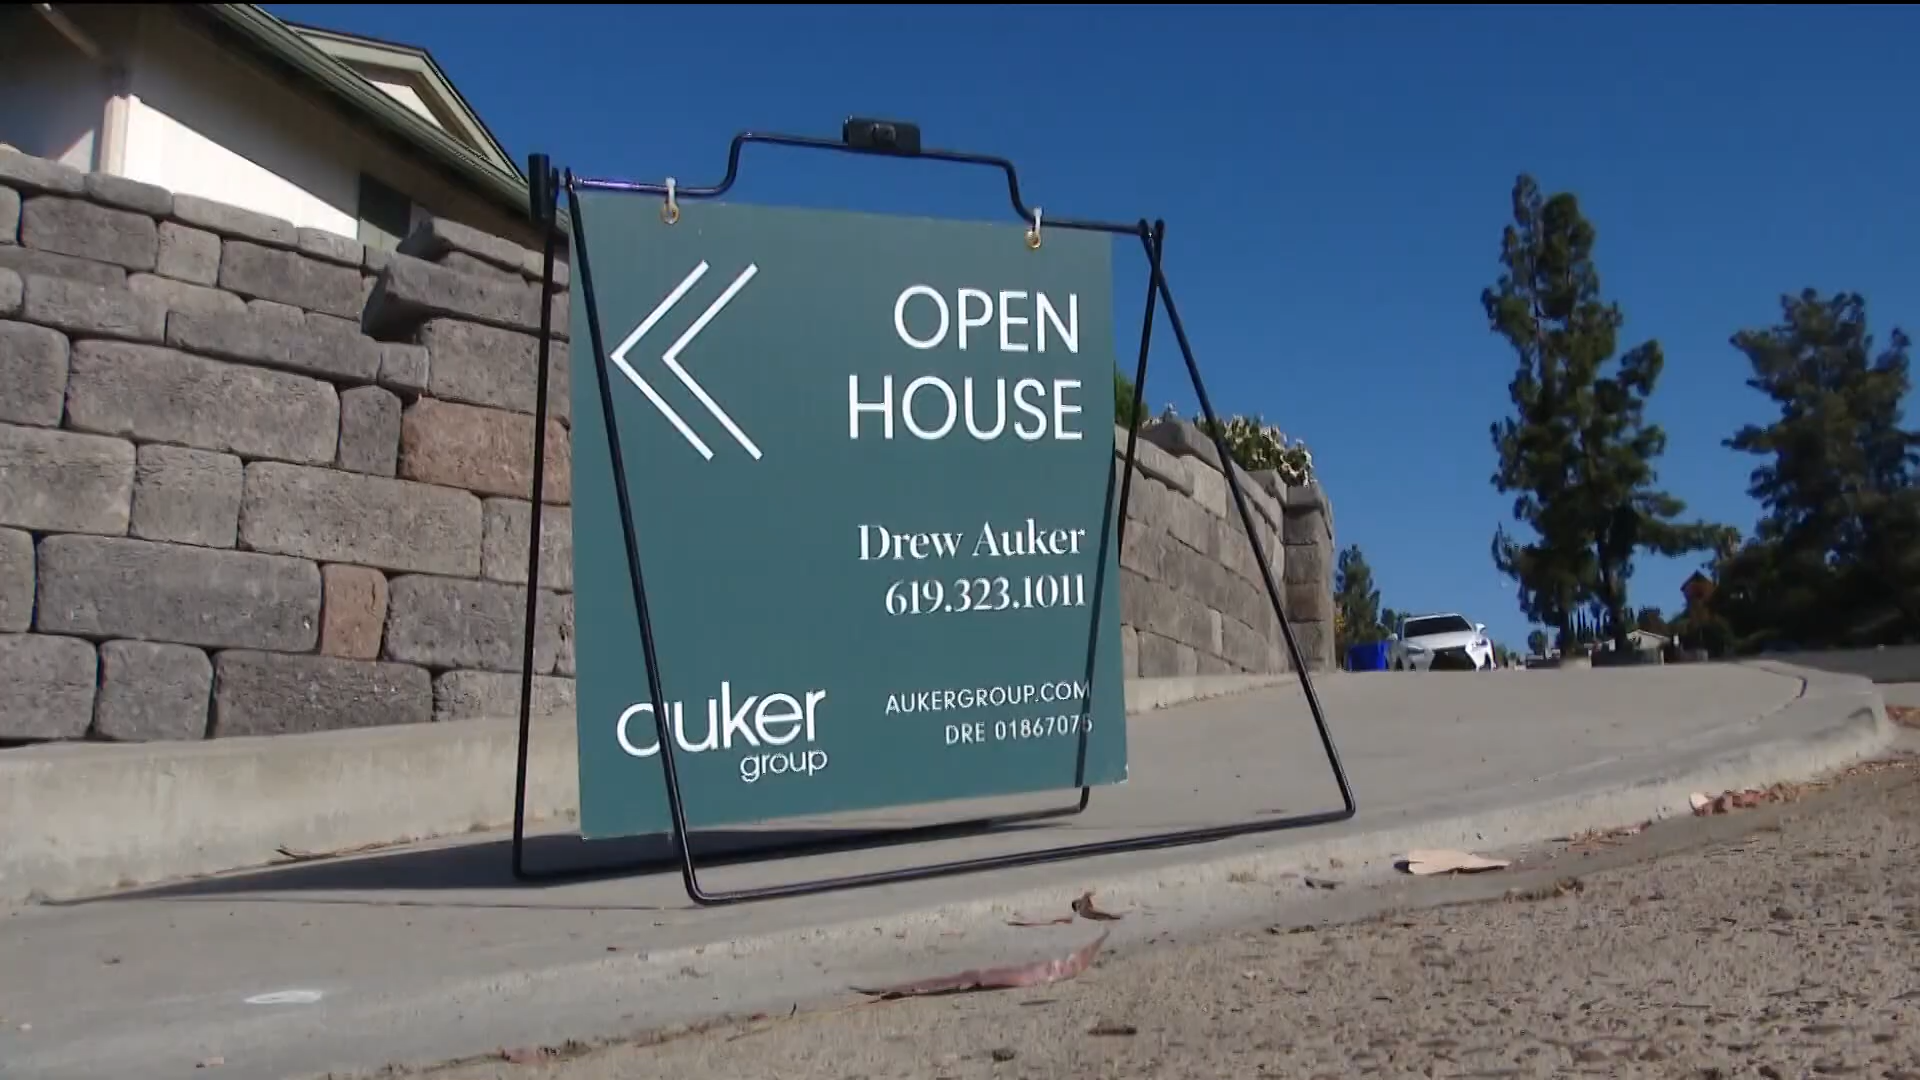 OPEN
HOUSE
Drew Auker
619.323.1011
auker
group
AUKERGROUP.COM
DRE 01867075